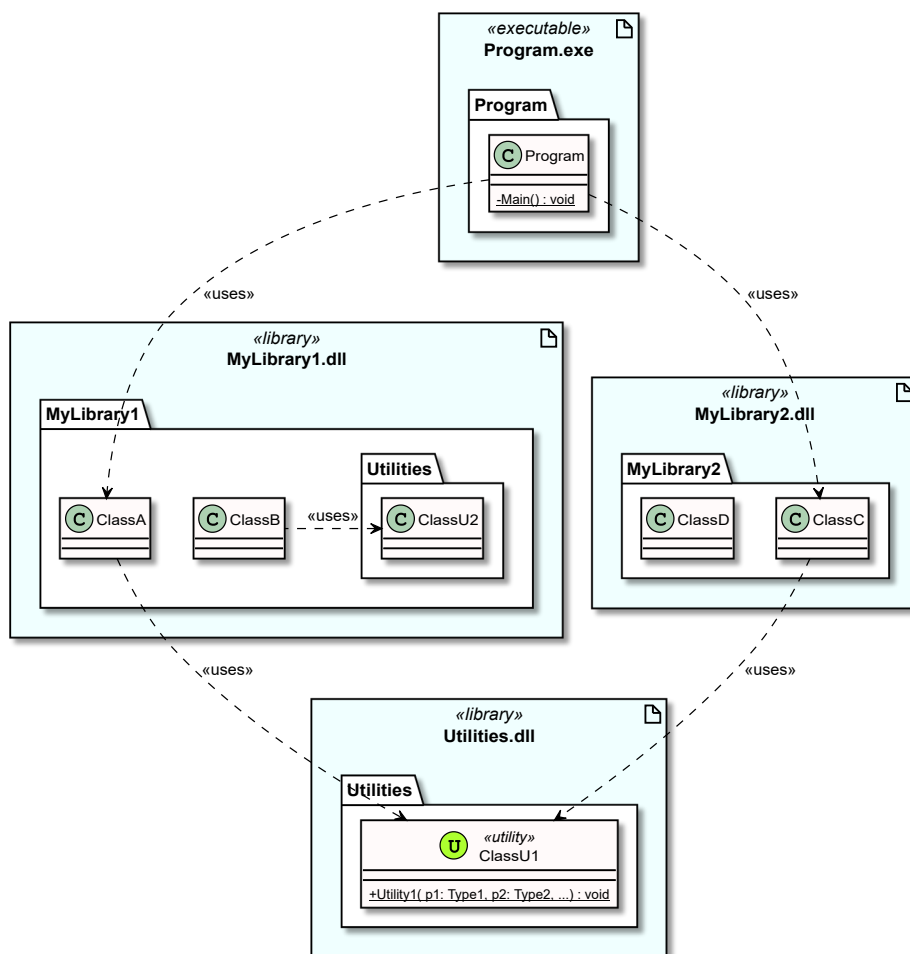 «executable»
Program.exe
Program
C Program
-Main() : void
«uses»
«uses»
«library»
MyLibrary1.dll
MyLibrary1
Utilities
C ClassA
C ClassB
«uses»
C ClassU2
«library»
MyLibrary2.dll
MyLibrary2
C ClassD
C ClassC
«uses»
«uses»
«library»
Utilities.dll
Utilities
U «utility»
ClassU1
+Utility1( p1: Type1, p2: Type2, ...) : void